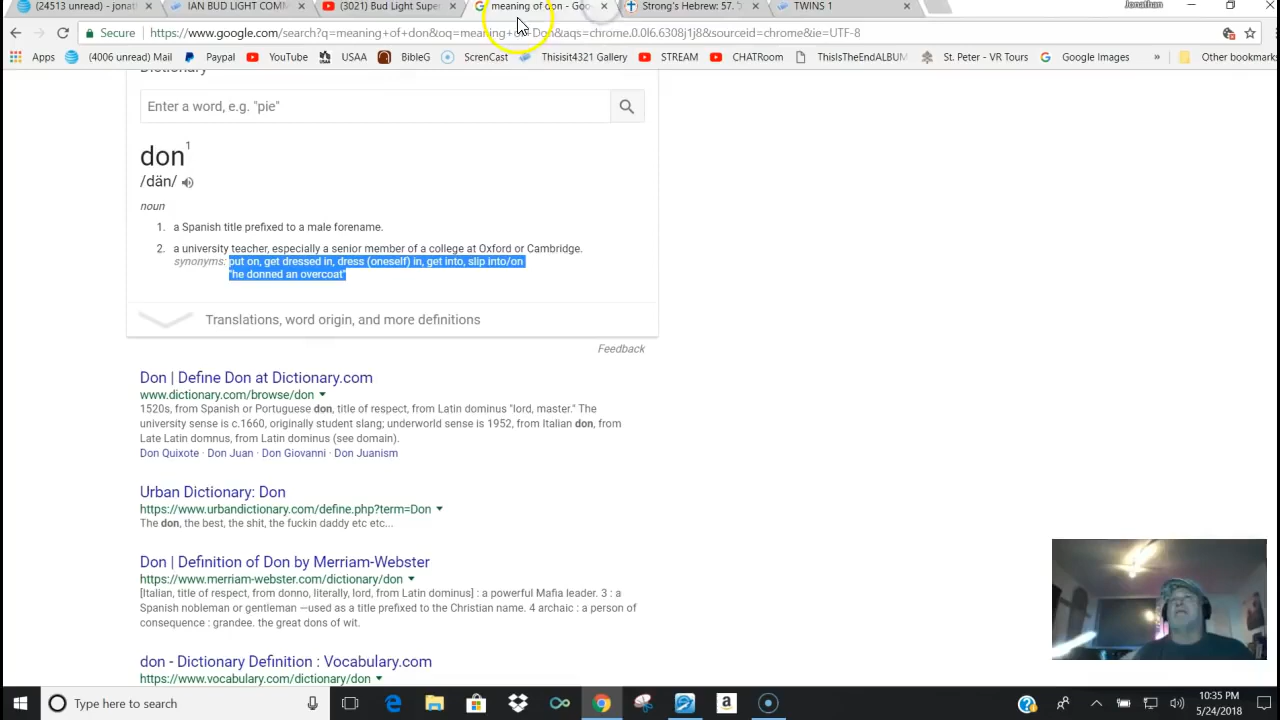 (24513 unread) - jonath
IAN BUD LIGHT COMM
(3021) Bud Light Super
meaning of don - Goo
Strong's Hebrew: 57.
TWINS 1
Jonathan
Secure
https://www.google.com/search?q=meaning+of+don&oq=meaning+of+Don&aqs=chrome.0.0l6.6308j1j8&sourceid=chrome&ie=UTF-8
Apps
(4006 unread) Mail
Paypal
YouTube
USAA
BibleG
ScrenCast
Thisisit4321 Gallery
STREAM
CHATRoom
ThisIsTheEndALBUM
St. Peter - VR Tours
Google Images
»
Other bookmark
Dictionary
Enter a word, e.g. "pie"
don¹
/dän/
noun
1. a Spanish title prefixed to a male forename.
2. a university teacher, especially a senior member of a college at Oxford or Cambridge.
synonyms: put on, get dressed in, dress (oneself) in, get into, slip into/on
"he donned an overcoat"
Translations, word origin, and more definitions
Feedback
Don | Define Don at Dictionary.com
www.dictionary.com/browse/don
1520s, from Spanish or Portuguese don, title of respect, from Latin dominus "lord, master." The
university sense is c.1660, originally student slang; underworld sense is 1952, from Italian don, from
Late Latin domnus, from Latin dominus (see domain).
Don Quixote · Don Juan · Don Giovanni · Don Juanism
Urban Dictionary: Don
https://www.urbandictionary.com/define.php?term=Don
The don, the best, the shit, the fuckin daddy etc etc...
Don | Definition of Don by Merriam-Webster
https://www.merriam-webster.com/dictionary/don
[Italian, title of respect, from donno, literally, lord, from Latin dominus] : a powerful Mafia leader. 3 : a
Spanish nobleman or gentleman —used as a title prefixed to the Christian name. 4 archaic : a person of
consequence : grandee. the great dons of wit.
don - Dictionary Definition : Vocabulary.com
https://www.vocabulary.com/dictionary/don
Type here to search
10:35 PM
5/24/2018